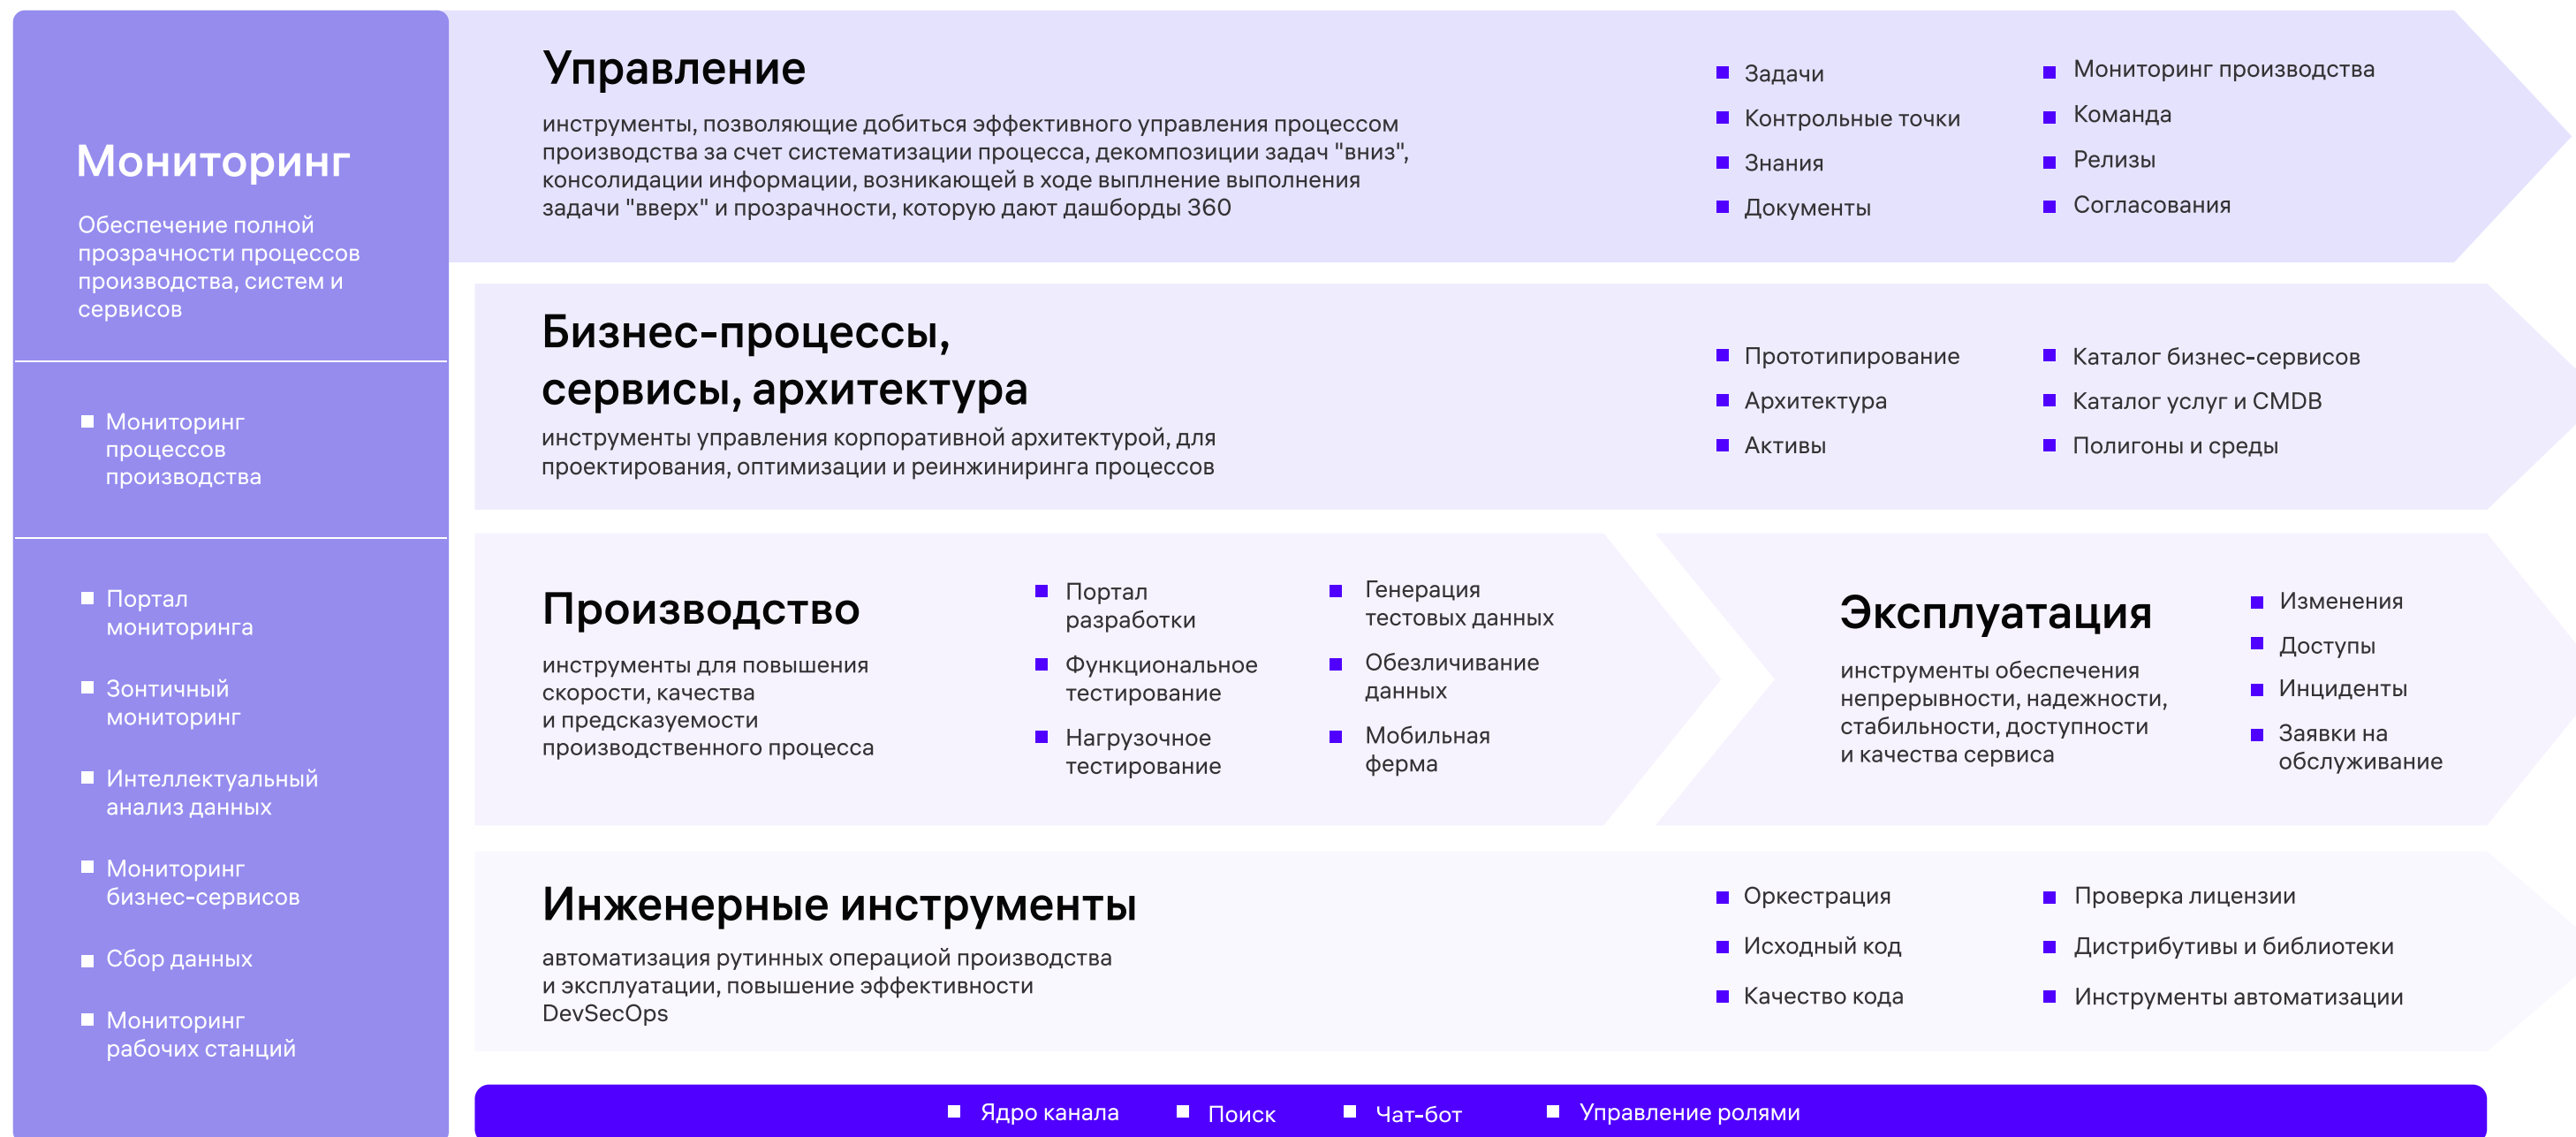 Мониторинг
Обеспечение полной
прозрачности процессов
производства, систем и
сервисов
Мониторинг
процессов
производства
Портал
мониторинга
Зонтичный
мониторинг
Интеллектуальный
анализ данных
Мониторинг
бизнес-сервисов
Сбор данных
Мониторинг
рабочих станций
Управление
инструменты, позволяющие добиться эффективного управления процессом
производства за счет систематизации процесса, декомпозиции задач "вниз",
консолидации информации, возникающей в ходе выплнение выполнения
задачи "вверх" и прозрачности, которую дают дашборды 360
Задачи
Контрольные точки
Знания
Документы
Мониторинг производства
Команда
Релизы
Согласования
Бизнес-процессы,
сервисы, архитектура
инструменты управления корпоративной архитектурой, для
проектирования, оптимизации и реинжиниринга процессов
Прототипирование
Архитектура
Активы
Каталог бизнес-сервисов
Каталог услуг и CMDB
Полигоны и среды
Производство
инструменты для повышения
скорости, качества
и предсказуемости
производственного процесса
Портал
разработки
Функциональное
тестирование
Нагрузочное
тестирование
Генерация
тестовых данных
Обезличивание
данных
Мобильная
ферма
Эксплуатация
инструменты обеспечения
непрерывности, надежности,
стабильности, доступности
и качества сервиса
Изменения
Доступы
Инциденты
Заявки на
обслуживание
Инженерные инструменты
автоматизация рутинных операциой производства
и эксплуатации, повышение эффективности
DevSecOps
Оркестрация
Исходный код
Качество кода
Проверка лицензии
Дистрибутивы и библиотеки
Инструменты автоматизации
Ядро канала
Поиск
Чат-бот
Управление ролями